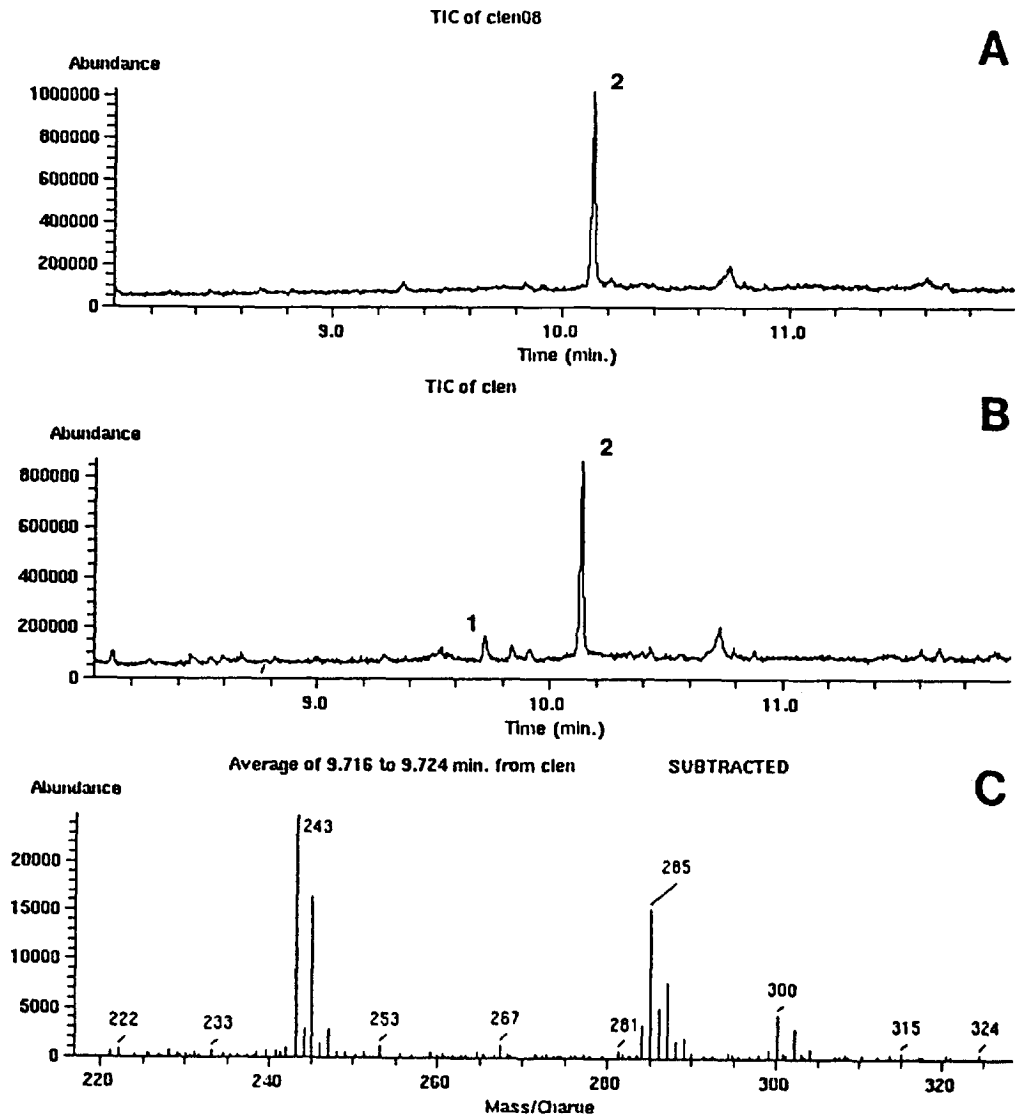 TIC of clen08
A
Abundance
2
1000000
800000
600000
400000
200000
0
9.0 10.0 11.0
Time (min.)
TIC of clen
B
Abundance
2
800000
600000
400000
200000
1
0
9.0 10.0 11.0
Time (min.)
Average of 9.716 to 9.724 min. from clen SUBTRACTED
C
Abundance
243
20000
285
15000
10000
5000
300
222 233 253 267 281 315 324
0
220 240 260 280 300 320
Mass/Charge